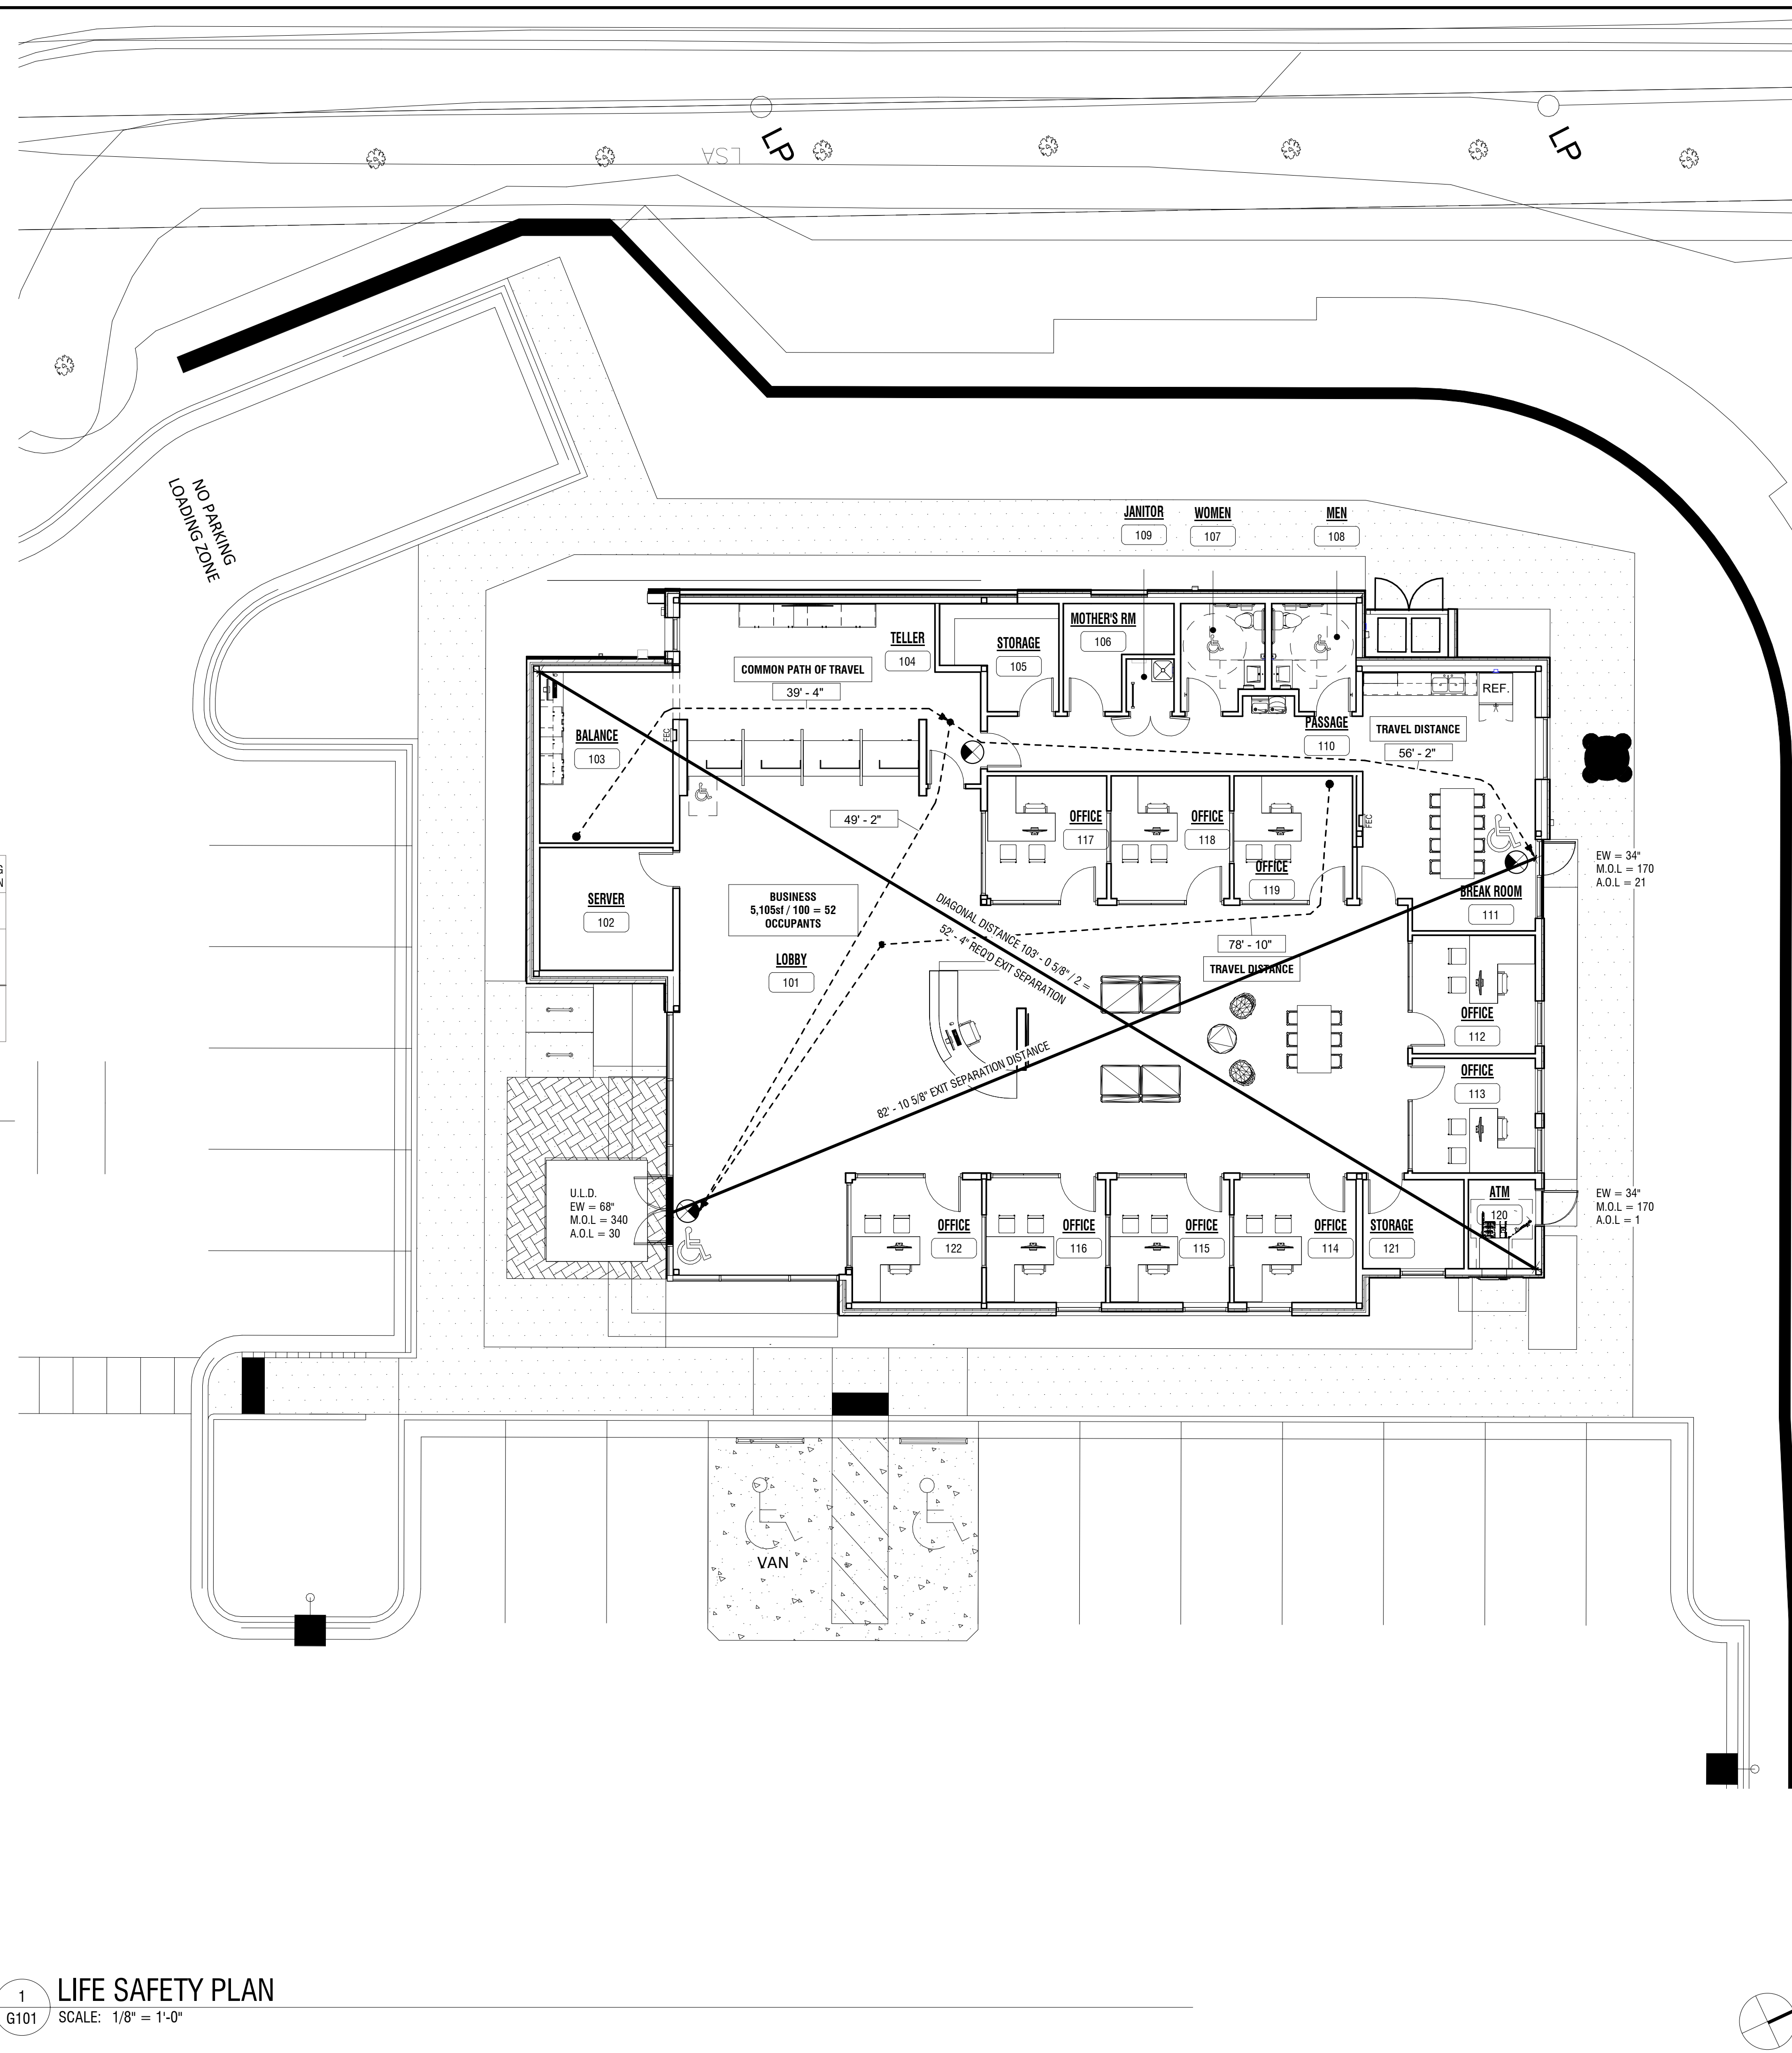 LP
LP
LSA
NO PARKING
LOADING ZONE
JANITOR
109
WOMEN
107
MEN
108
TELLER
104
STORAGE
105
MOTHER'S RM
106
COMMON PATH OF TRAVEL
39' - 4"
REF.
BALANCE
103
FEC
PASSAGE
110
TRAVEL DISTANCE
56' - 2"
49' - 2"
OFFICE
117
OFFICE
118
OFFICE
119
FEC
EW = 34"
M.O.L = 170
A.O.L = 21
BREAK ROOM
111
SERVER
102
BUSINESS
5,105sf / 100 = 52
OCCUPANTS
DIAGONAL DISTANCE 103' - 0 5/8" / 2 =
52' - 4" REQ'D EXIT SEPARATION
78' - 10"
TRAVEL DISTANCE
LOBBY
101
OFFICE
112
82' - 10 5/8" EXIT SEPARATION DISTANCE
OFFICE
113
U.L.D.
EW = 68"
M.O.L = 340
A.O.L = 30
OFFICE
122
OFFICE
116
OFFICE
115
OFFICE
114
STORAGE
121
ATM
120
EW = 34"
M.O.L = 170
A.O.L = 1
VAN
1
G101
LIFE SAFETY PLAN
SCALE: 1/8" = 1'-0"